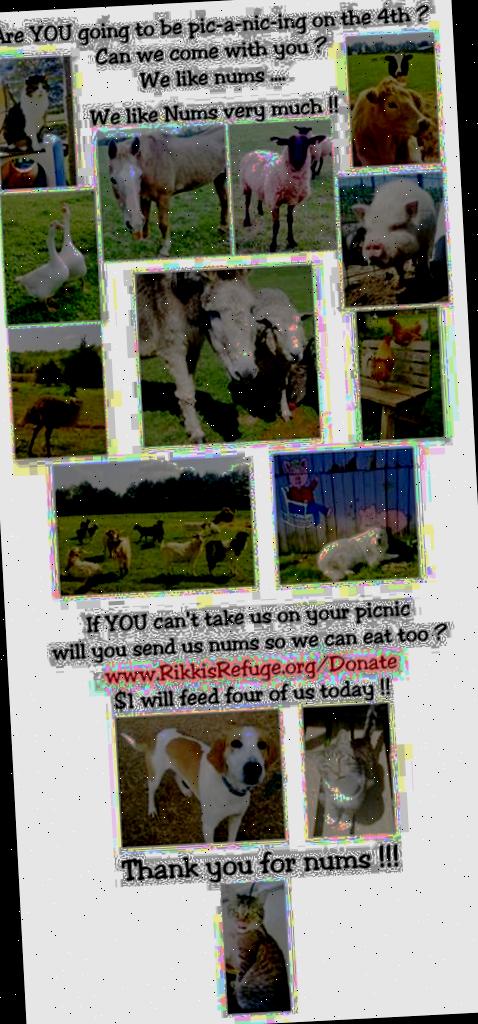 Are YOU going to be pic-a-nic-ing on the 4th ?
Can we come with you ?
We like nums ....
We like Nums very much !!
If YOU can't take us on your picnic
will you send us nums so we can eat too ?
www.RikkisRefuge.org/Donate
$1 will feed four of us today !!
Thank you for nums !!!